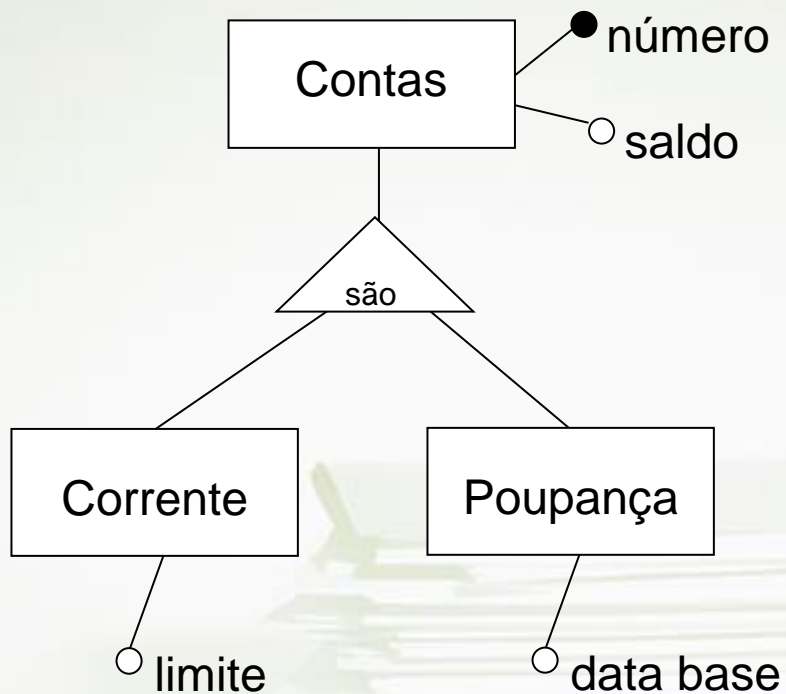 número
Contas
saldo
são
Corrente
Poupança
limite
data base